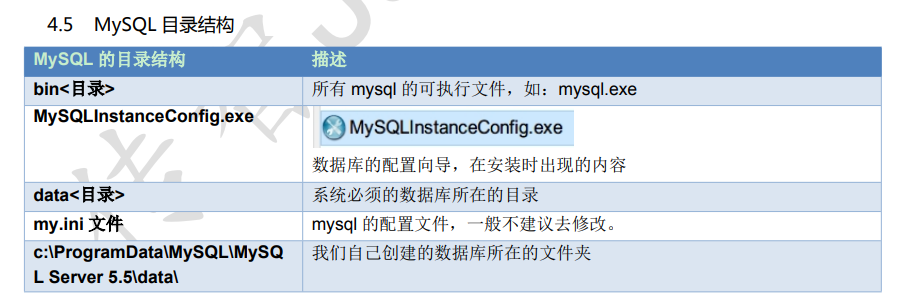 4.5 MySQL 目录结构
MySQL 的目录结构 描述
bin<目录> 所有 mysql 的可执行文件，如：mysql.exe
MySQLInstanceConfig.exe MySQLInstanceConfig.exe
数据库的配置向导，在安装时出现的内容
data<目录> 系统必须的数据库所在的目录
my.ini 文件 mysql 的配置文件，一般不建议去修改。
c:\ProgramData\MySQL\MySQ 我们自己创建的数据库所在的文件夹
L Server 5.5\data\